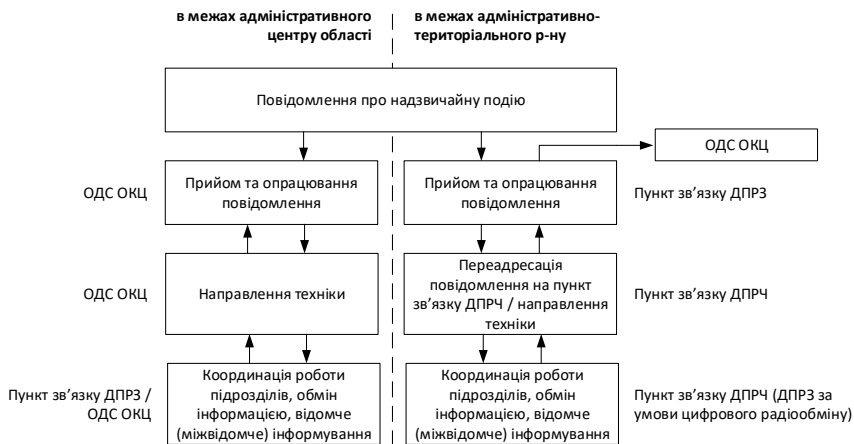 в межах адміністративного
центру області
в межах адміністративно-
територіального р-ну
Повідомлення про надзвичайну подію
ОДС ОКЦ
ОДС ОКЦ
Прийом та опрацювання
повідомлення
Прийом та опрацювання
повідомлення
Пункт зв’язку ДПРЗ
ОДС ОКЦ
Направлення техніки
Переадресація
повідомлення на пункт
зв’язку ДПРЧ / направлення
техніки
Пункт зв’язку ДПРЧ
Пункт зв’язку ДПРЗ /
ОДС ОКЦ
Координація роботи
підрозділів, обмін
інформацією, відомче
(міжвідомче) інформування
Координація роботи
підрозділів, обмін
інформацією, відомче
(міжвідомче) інформування
Пункт зв’язку ДПРЧ (ДПРЗ за
умови цифрового радіообміну)